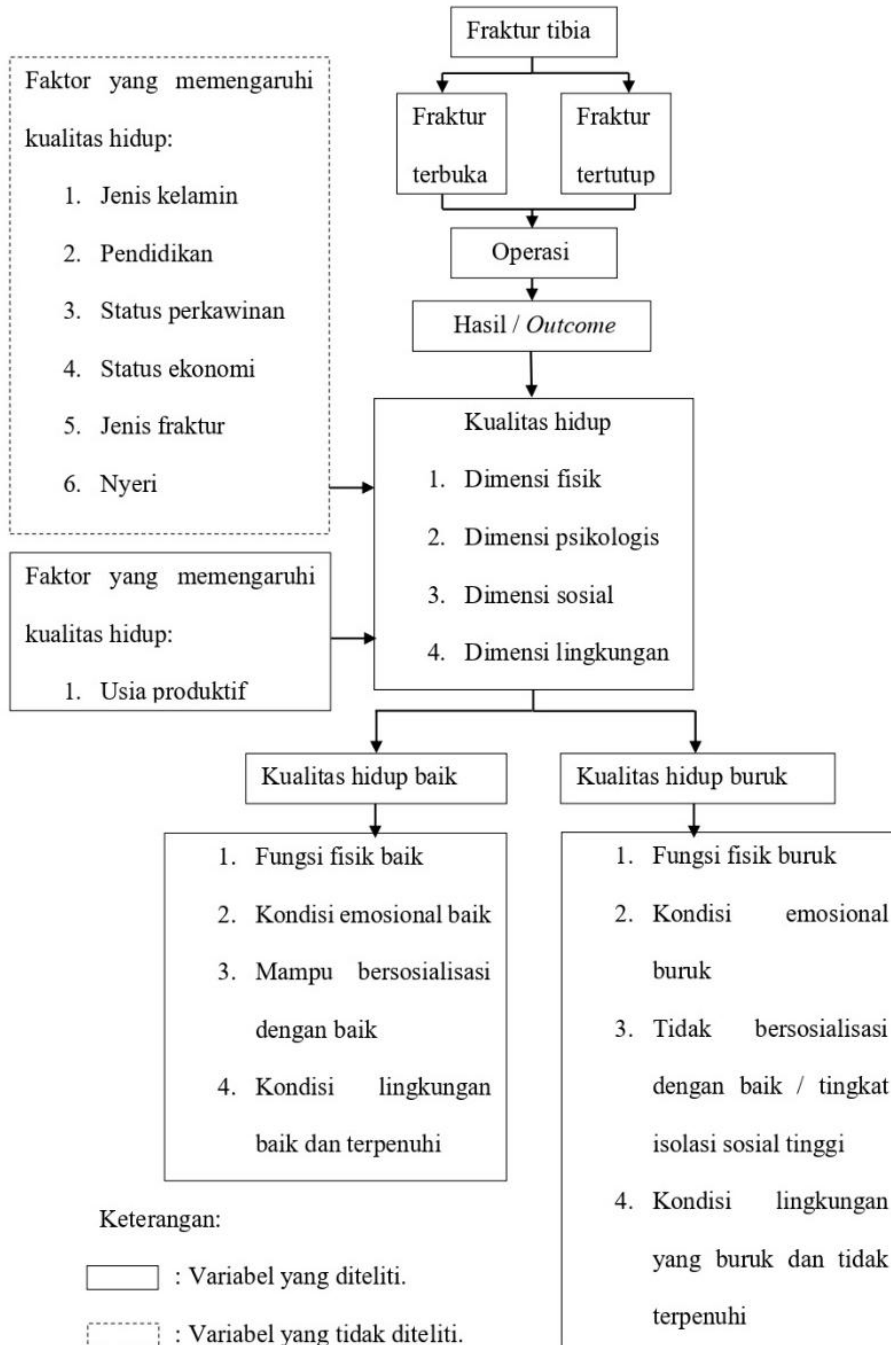 Fraktur tibia
Faktor yang memengaruhi
kualitas hidup:
1. Jenis kelamin
2. Pendidikan
3. Status perkawinan
4. Status ekonomi
5. Jenis fraktur
6. Nyeri
Fraktur
terbuka
Fraktur
tertutup
Operasi
Hasil / Outcome
Kualitas hidup
1. Dimensi fisik
2. Dimensi psikologis
3. Dimensi sosial
4. Dimensi lingkungan
Faktor yang memengaruhi
kualitas hidup:
1. Usia produktif
Kualitas hidup baik
Kualitas hidup buruk
1. Fungsi fisik baik
2. Kondisi emosional baik
3. Mampu bersosialisasi
dengan baik
4. Kondisi lingkungan
baik dan terpenuhi
1. Fungsi fisik buruk
2. Kondisi emosional
buruk
3. Tidak bersosialisasi
dengan baik / tingkat
isolasi sosial tinggi
4. Kondisi lingkungan
yang buruk dan tidak
terpenuhi
Keterangan:
: Variabel yang diteliti.
: Variabel yang tidak diteliti.